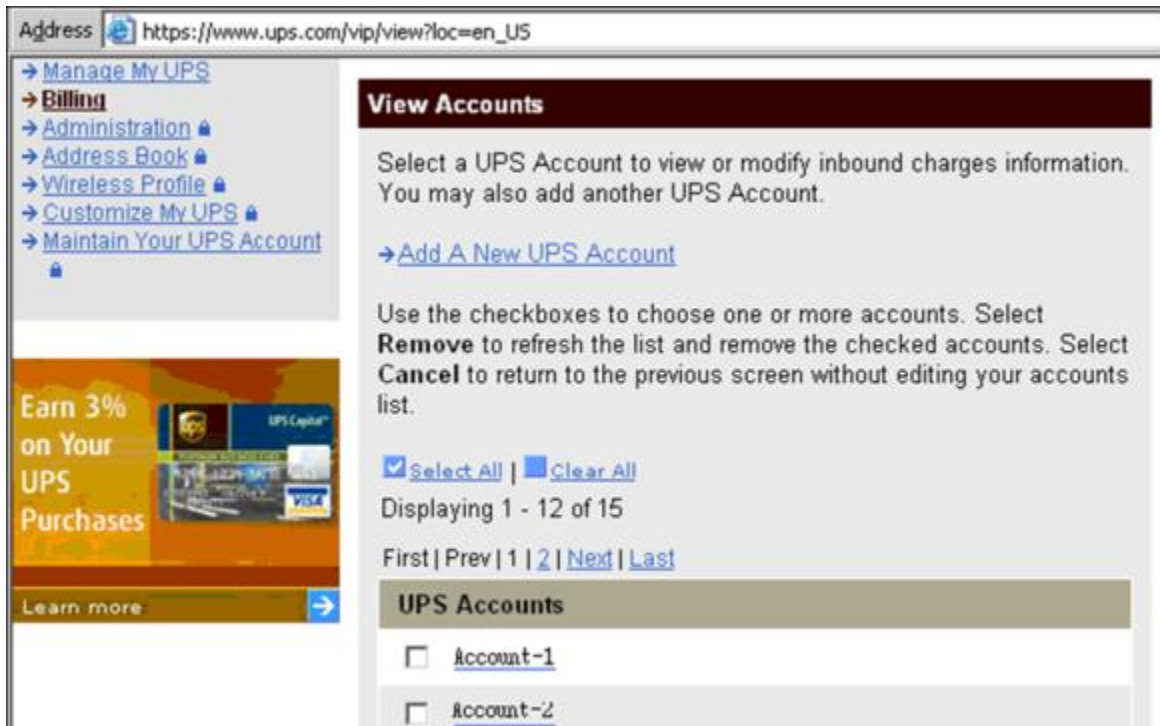 Address https://www.ups.com/vip/view?loc=en_US
→ Manage My UPS
→ Billing
→ Administration
→ Address Book
→ Wireless Profile
→ Customize My UPS
→ Maintain Your UPS Account
Earn 3%
on Your
UPS
Purchases
ups
UPS Capital
VISA
Learn more
View Accounts
Select a UPS Account to view or modify inbound charges information.
You may also add another UPS Account.
→ Add A New UPS Account
Use the checkboxes to choose one or more accounts. Select
Remove to refresh the list and remove the checked accounts. Select
Cancel to return to the previous screen without editing your accounts
list.
Select All | Clear All
Displaying 1 - 12 of 15
First | Prev | 1 | 2 | Next | Last
UPS Accounts
Account-1
Account-2